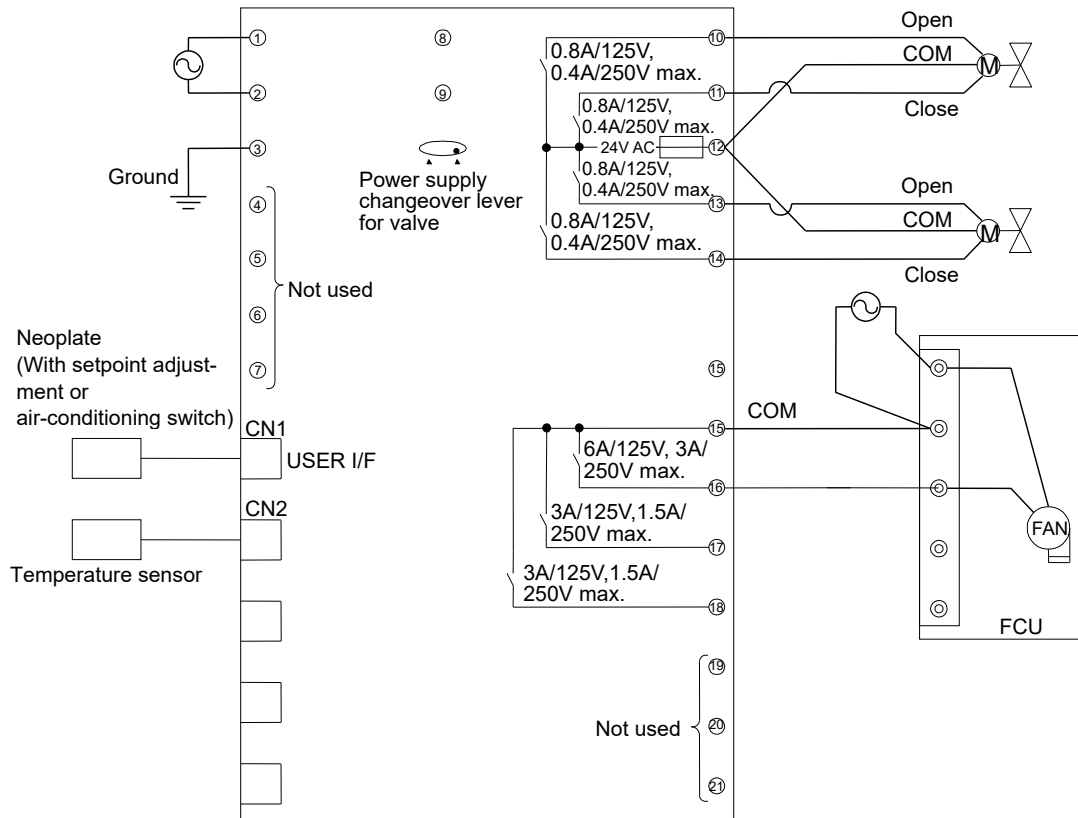 ①
②
③
Ground
④
⑤
⑥
⑦
Not used
⑧
⑨
Power supply
changeover lever
for valve
0.8A/125V,
0.4A/250V max.
0.8A/125V,
0.4A/250V max.
24V AC
0.8A/125V,
0.4A/250V max.
0.8A/125V,
0.4A/250V max.
⑩
⑪
⑫
⑬
⑭
Open
COM
M
Close
Open
COM
M
Close
Neoplate
(With setpoint adjust-
ment or
air-conditioning switch)
CN1
USER I/F
CN2
Temperature sensor
⑮
⑮
COM
6A/125V, 3A/
250V max.
⑯
3A/125V,1.5A/
250V max.
⑰
3A/125V,1.5A/
250V max.
⑱
FAN
FCU
Not used
⑲
⑳
㉑